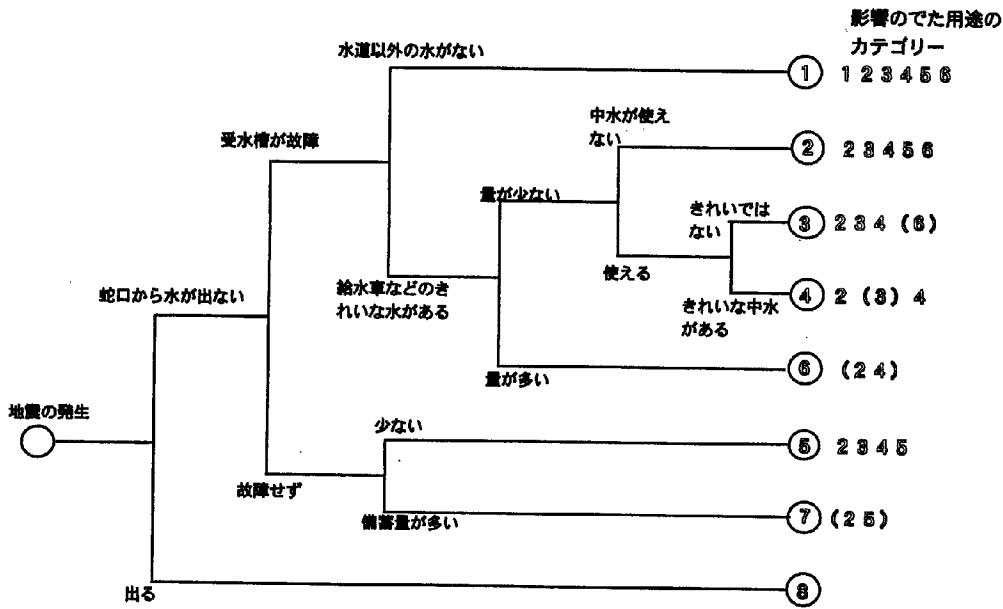 影響のでた用途の
カテゴリー
水道以外の水がない
① 1 2 3 4 5 6
受水槽が故障
中水が使え
ない
② 2 3 4 5 6
量が少ない
きれいでは
ない
③ 2 3 4 (6)
使える
蛇口から水が出ない
給水車などのき
れいな水がある
④ 2 (3) 4
きれいな中水
がある
⑥ (2 4)
量が多い
地震の発生
少ない
⑤ 2 3 4 5
故障せず
備蓄量が多い
⑦ (2 5)
出る
⑧